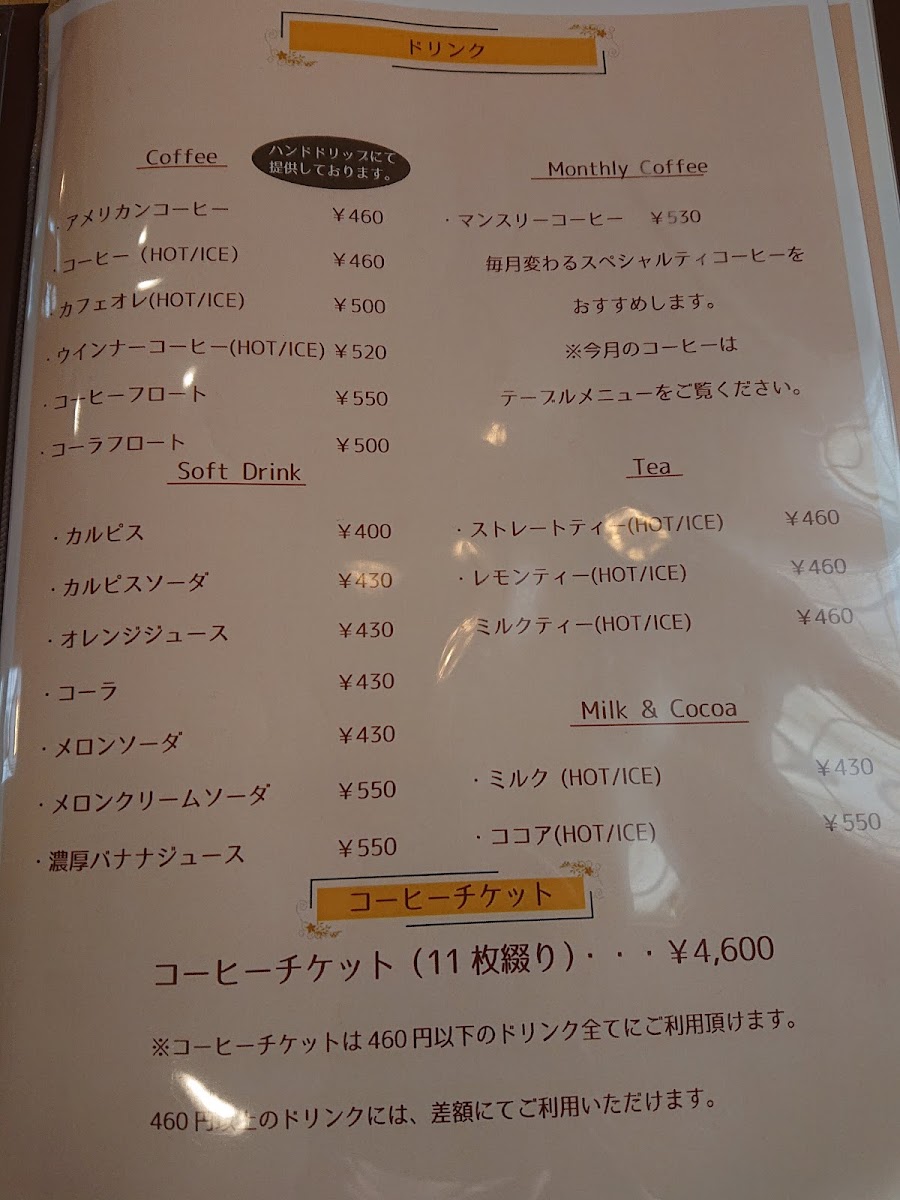 ドリンク
Coffee
ハンドドリップにて
提供しております。
・アメリカンコーヒー ￥460
・コーヒー (HOT/ICE) ￥460
・カフェオレ(HOT/ICE) ￥500
・ウインナーコーヒー(HOT/ICE) ￥520
・コーヒーフロート ￥550
・コーラフロート ￥500
Soft Drink
・カルピス ￥400
・カルピスソーダ ￥430
・オレンジジュース ￥430
・コーラ ￥430
・メロンソーダ ￥430
・メロンクリームソーダ ￥550
・濃厚バナナジュース ￥550
Monthly Coffee
・マンスリーコーヒー ￥530
毎月変わるスペシャルティコーヒーを
おすすめします。
※今月のコーヒーは
テーブルメニューをご覧ください。
Tea
・ストレートティー(HOT/ICE) ￥460
・レモンティー(HOT/ICE) ￥460
・ミルクティー(HOT/ICE) ￥460
Milk & Cocoa
・ミルク (HOT/ICE) ￥430
・ココア(HOT/ICE) ￥550
コーヒーチケット
コーヒーチケット（11枚綴り）・・・￥4,600
※コーヒーチケットは460円以下のドリンク全てにご利用頂けます。
460円以上のドリンクには、差額にてご利用いただけます。